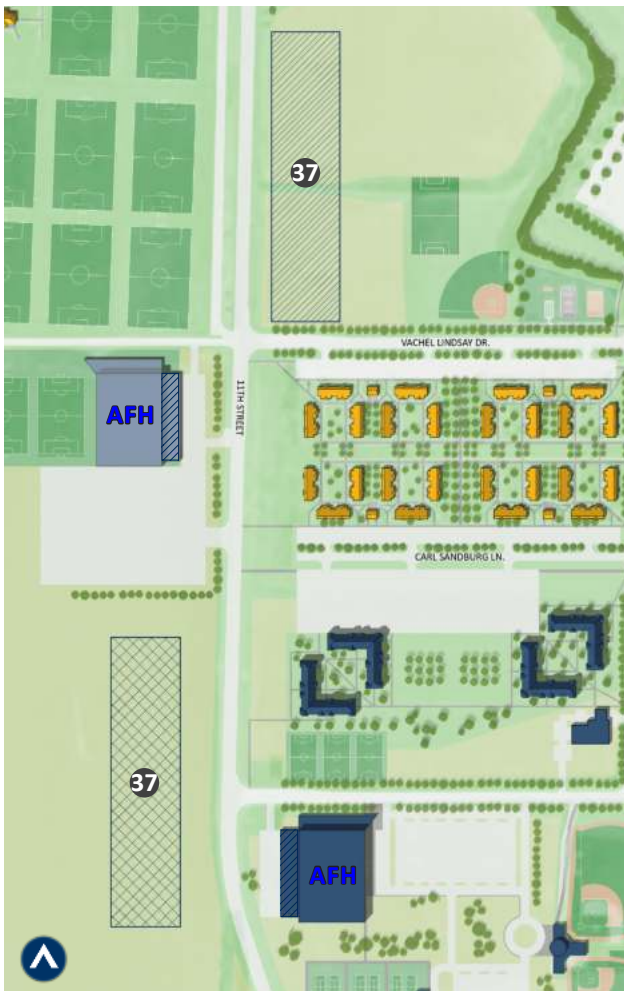 37
VACHEL LINDSAY DR.
11TH STREET
AFH
CARL SANDBURG LN.
37
AFH